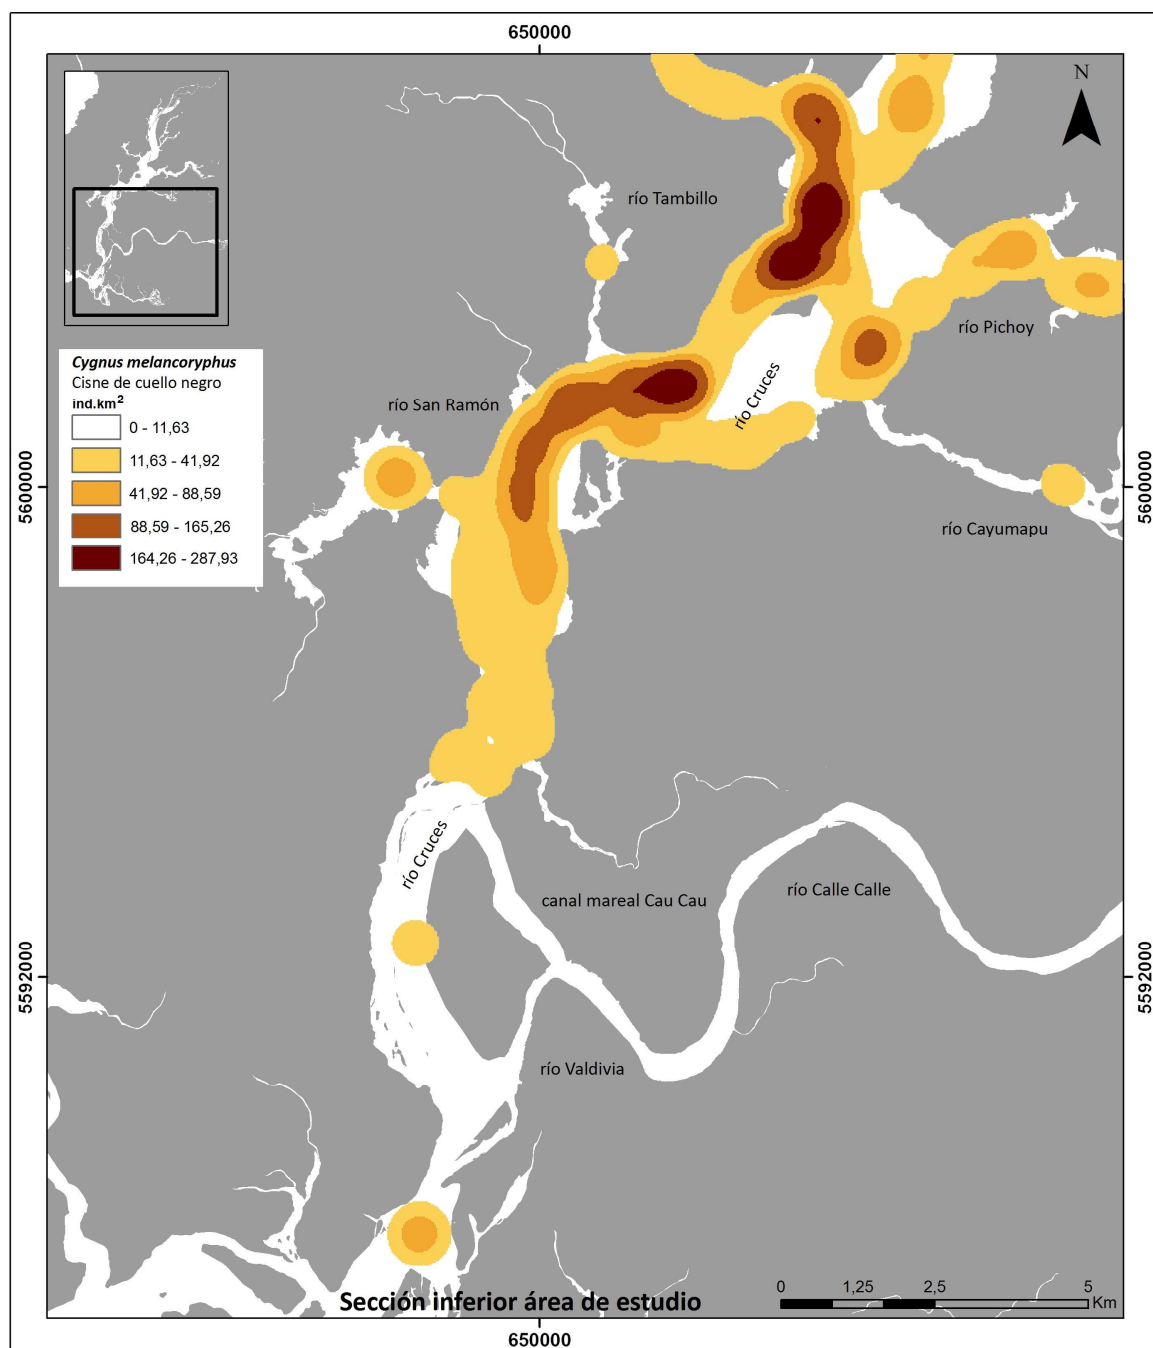 650000
N
río Tambillo
río Pichoy
Cygnus melancoryphus
Cisne de cuello negro
ind.km²
0 - 11,63
11,63 - 41,92
41,92 - 88,59
88,59 - 165,26
164,26 - 287,93
río San Ramón
río Cruces
5600000
5600000
río Cayumapu
río Cruces
canal mareal Cau Cau
río Calle Calle
5592000
5592000
río Valdivia
Sección inferior área de estudio
0 1,25 2,5 5
Km
650000